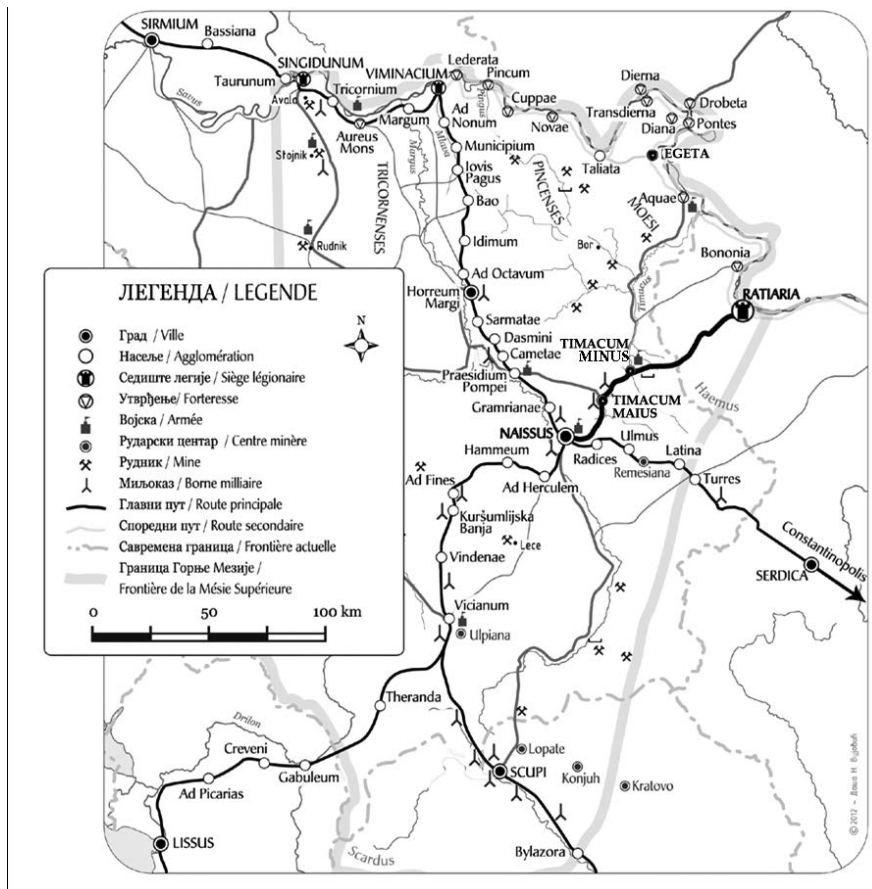 SIRMIUM
Bassiana
SINGIDUNUM
Taurunum
Savus
Avala
Tricornium
VIMINACIUM
Lederata
Pincum
Cuppae
Novae
Dierna
Transdierna
Drobeta
Diana
Pontes
Stojnik
Aureus
Mons
Margum
Margus
Mlava
Pingus
Ad
Nonum
Municipium
Iovis
Pagus
Bao
Idimum
Ad Octavum
Horreum
Margi
Sarmatae
Dasmini
Cametae
Praesidium
Pompei
Gramrianae
TRICORNENSES
PINCENSES
MOESI
Taliata
EGETA
Aquae
Rudnik
Bor
Timacus
Bononia
RATIARIA
TIMACUM
MINUS
TIMACUM
MAIUS
Haemus
NAISSUS
Radices
Ulmus
Remesiana
Latina
Turres
Hammeum
Ad Fines
Ad Herculem
Kuršumlijska
Banja
Lece
Vindenae
Constantinopolis
SERDICA
Vicianum
Ulpiana
Theranda
Drilon
Creveni
Gabuleum
Ad Picarias
Lopate
SCUPI
Konjuh
Kratovo
LISSUS
Scardus
Bylazora
ЛЕГЕНДА / LEGENDE
N
Град / Ville
Насеље / Agglomération
Седиште легије / Siège légionaire
Утврђење / Forteresse
Војска / Armée
Рударски центар / Centre minère
Рудник / Mine
Миљоказ / Borne milliaire
Главни пут / Route principale
Споредни пут / Route secondaire
Савремена граница / Frontière actuelle
Граница Горње Мезије /
Frontière de la Mésie Supérieure
0 50 100 km